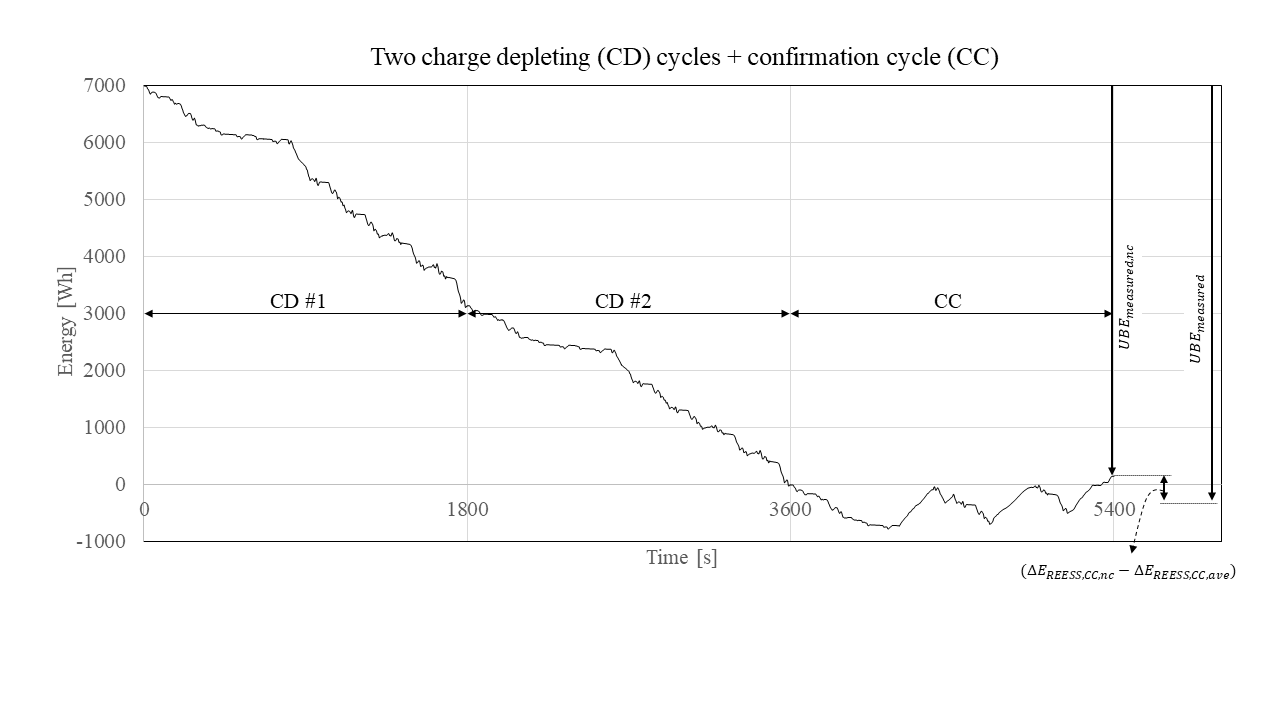 Two charge depleting (CD) cycles + confirmation cycle (CC)
7000
6000
5000
4000
3000
2000
1000
0
-1000
Energy [Wh]
CD #1
CD #2
CC
UBE_measured,nc
UBE_measured
0
1800
3600
5400
Time [s]
(ΔE_REESS,CC,nc − ΔE_REESS,CC,ave)